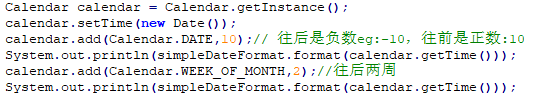 Calendar calendar = Calendar.getInstance();
calendar.setTime(new Date());
calendar.add(Calendar.DATE,10);// 往后是负数eg:-10，往前是正数:10
System.out.println(simpleDateFormat.format(calendar.getTime()));
calendar.add(Calendar.WEEK_OF_MONTH,2);//往后两周
System.out.println(simpleDateFormat.format(calendar.getTime()));